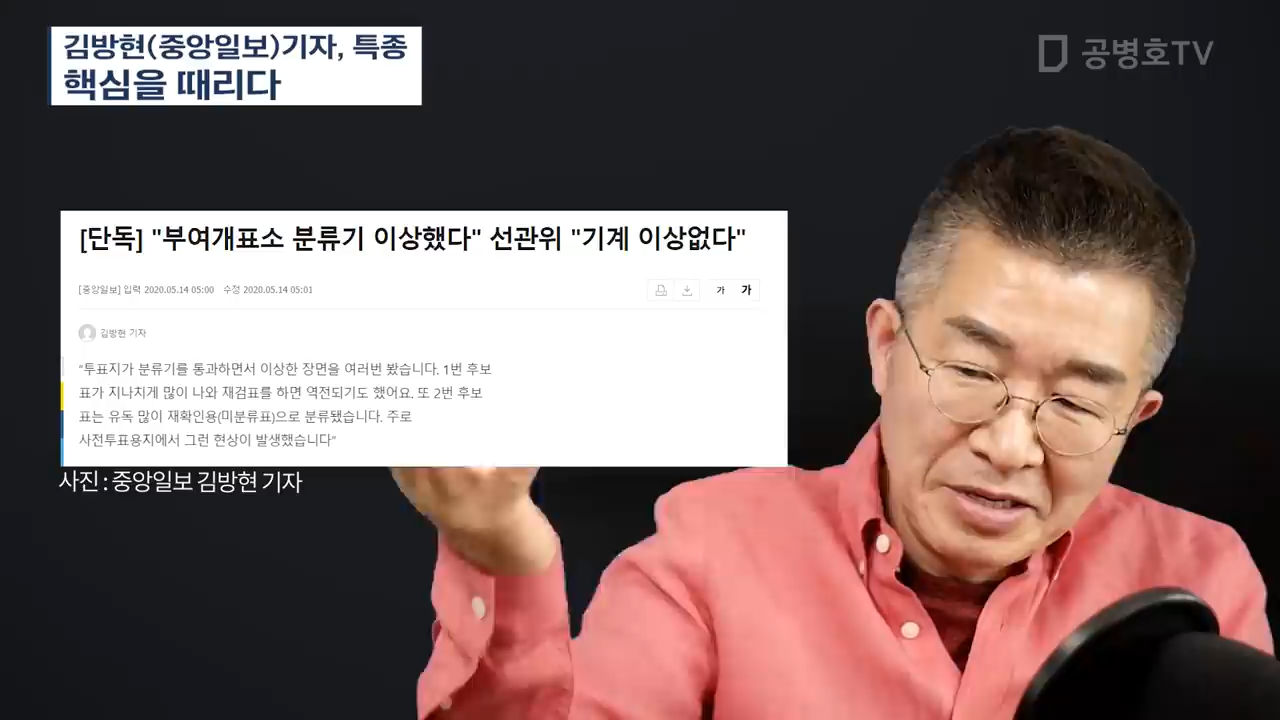 김방현(중앙일보)기자, 특종
핵심을 때리다
공병호TV
[단독] "부여개표소 분류기 이상했다" 선관위 "기계 이상없다"
[중앙일보] 입력 2020.05.14 05:00 수정 2020.05.14 05:01
가 가
김방현 기자
"투표지가 분류기를 통과하면서 이상한 장면을 여러번 봤습니다. 1번 후보
표가 지나치게 많이 나와 재검표를 하면 역전되기도 했어요. 또 2번 후보
표는 유독 많이 재확인용(미분류표)으로 분류됐습니다. 주로
사전투표용지에서 그런 현상이 발생했습니다"
사진 : 중앙일보 김방현 기자